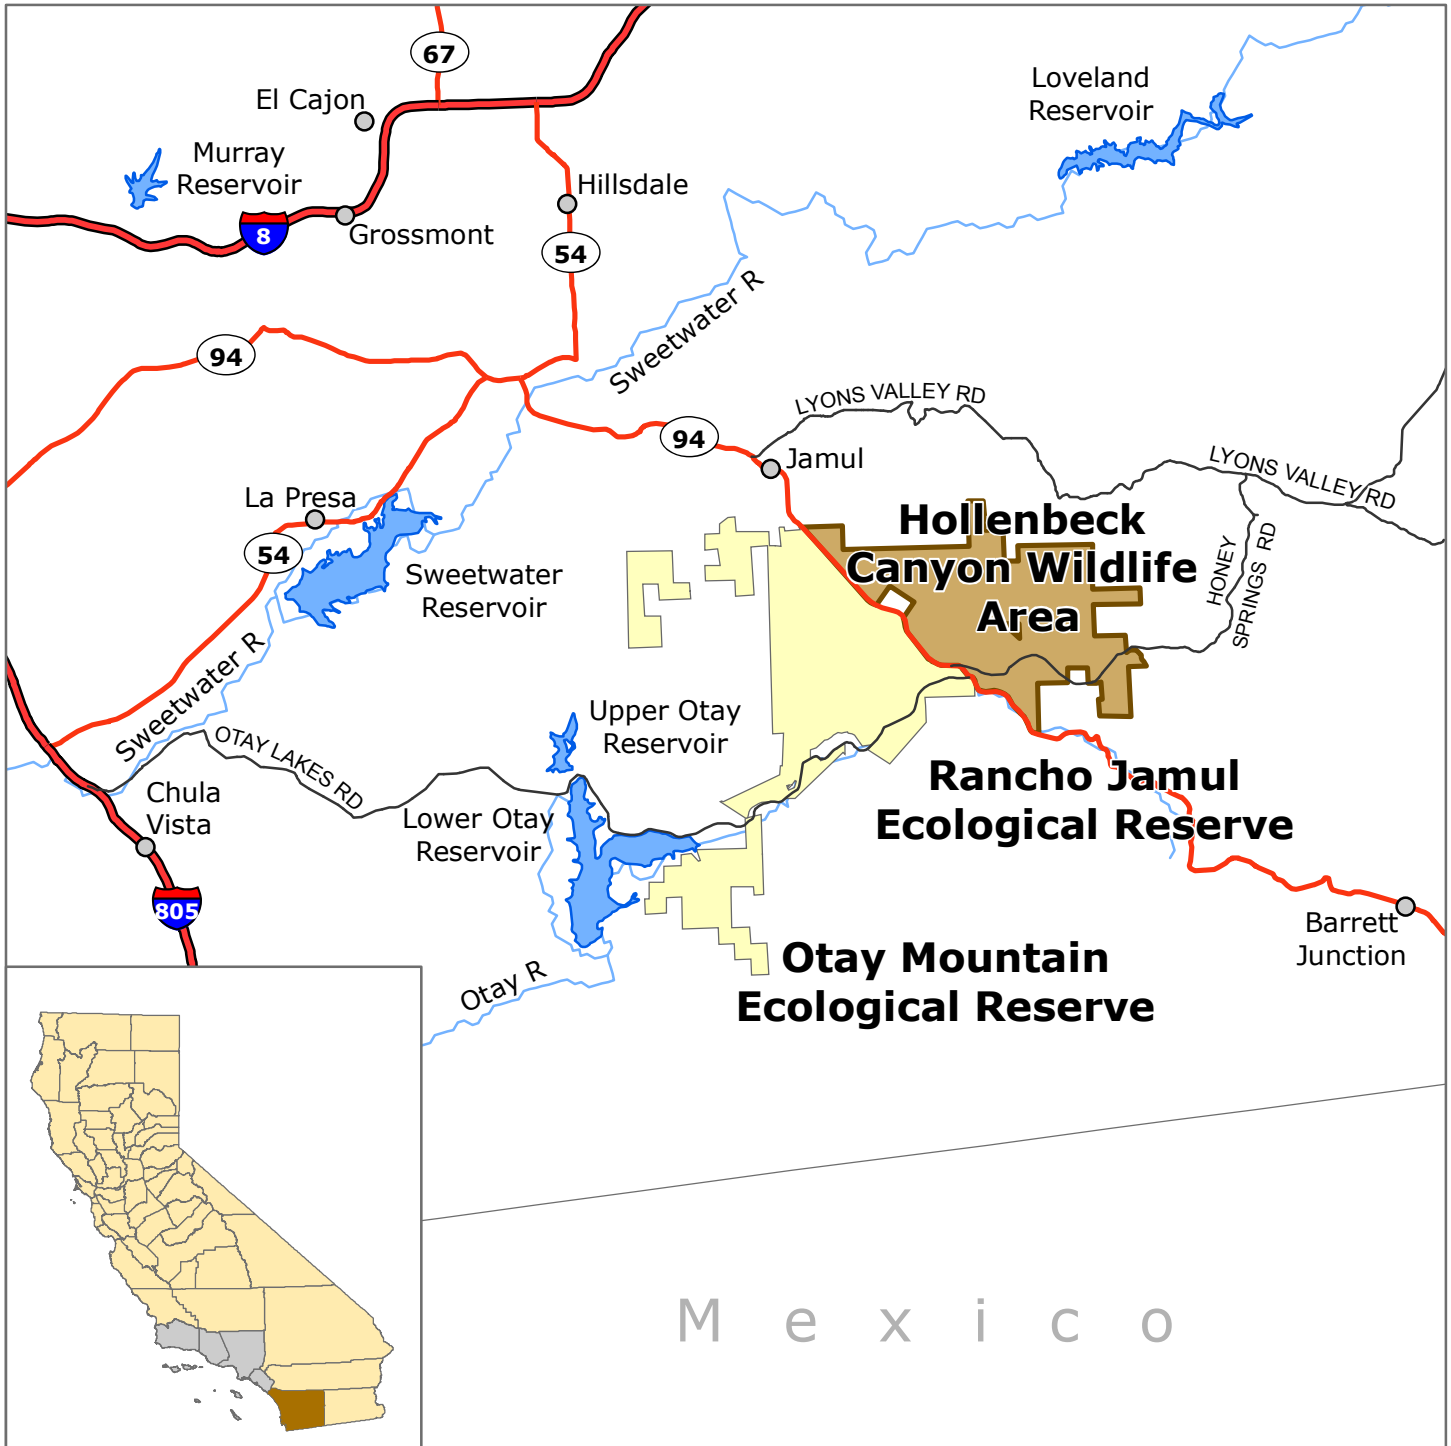 67
El Cajon
Loveland
Reservoir
Murray
Reservoir
Hillsdale
8
Grossmont
54
Sweetwater R
94
LYONS VALLEY RD
94
Jamul
LYONS VALLEY RD
La Presa
54
Hollenbeck
Canyon Wildlife
Area
HONEY
SPRINGS RD
Sweetwater
Reservoir
Sweetwater R
Upper Otay
Reservoir
OTAY LAKES RD
Rancho Jamul
Ecological Reserve
Chula
Vista
Lower Otay
Reservoir
805
Barrett
Junction
Otay Mountain
Ecological Reserve
Otay R
Mexico